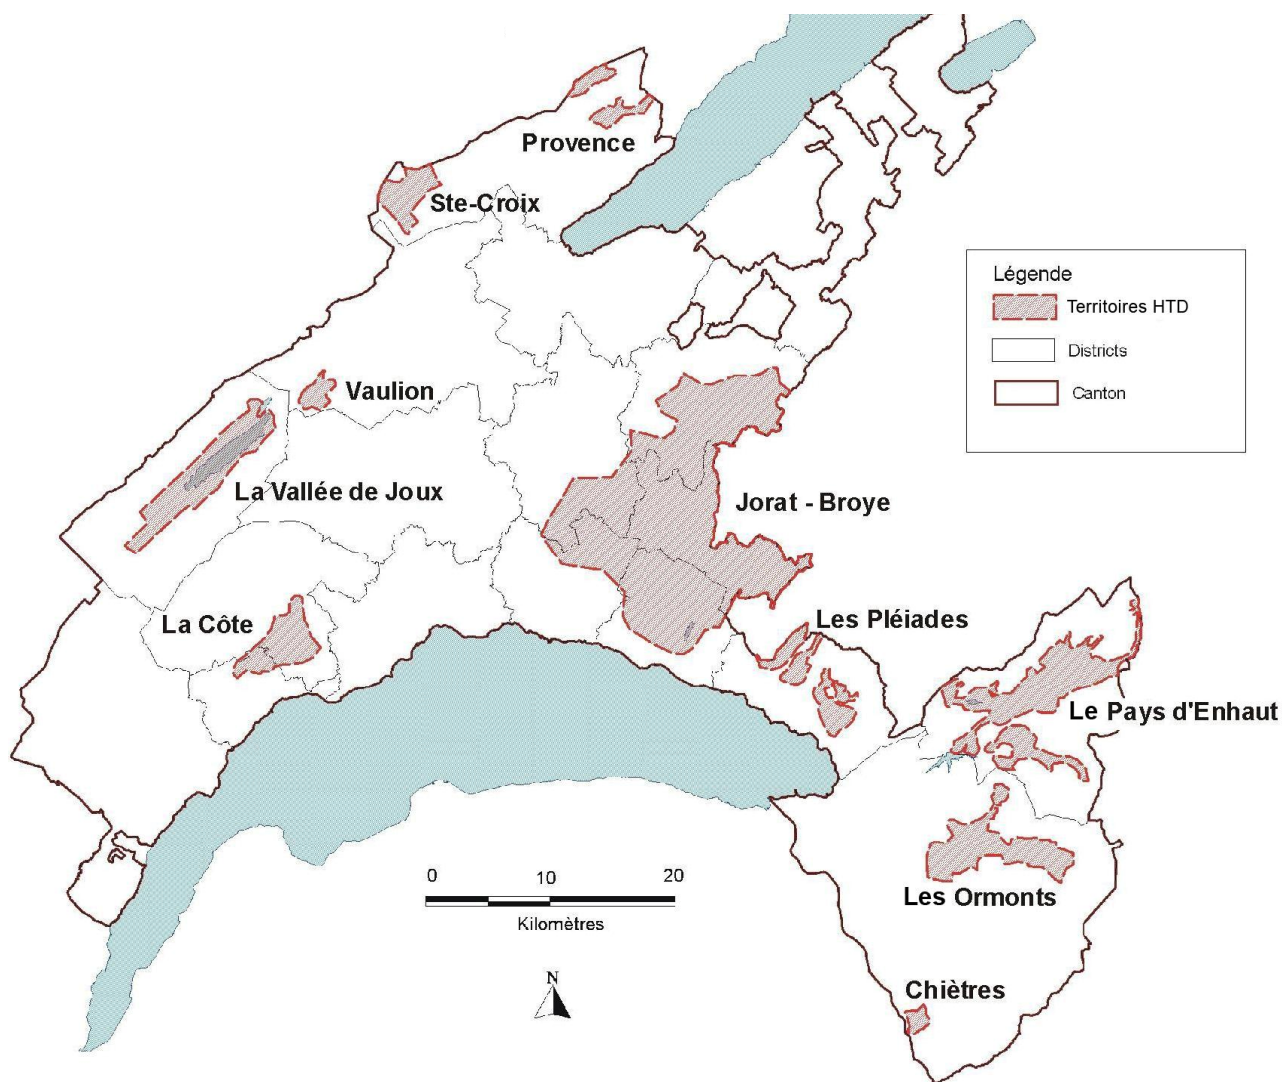 Provence
Ste-Croix
Légende
Territoires HTD
Districts
Canton
Vaulion
La Vallée de Joux
Jorat - Broye
La Côte
Les Pléiades
Le Pays d'Enhaut
0 10 20
Kilomètres
Les Ormonts
N
Chiètres